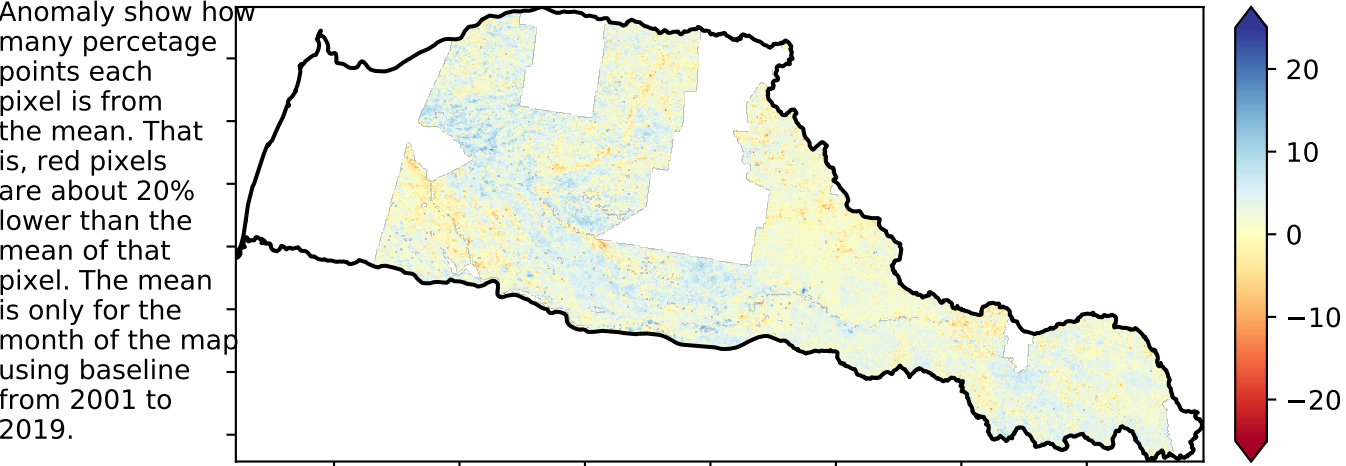 Anomaly show how
many percetage
points each
pixel is from
the mean. That
is, red pixels
are about 20%
lower than the
mean of that
pixel. The mean
is only for the
month of the map
using baseline
from 2001 to
2019.
20
10
0
−10
−20